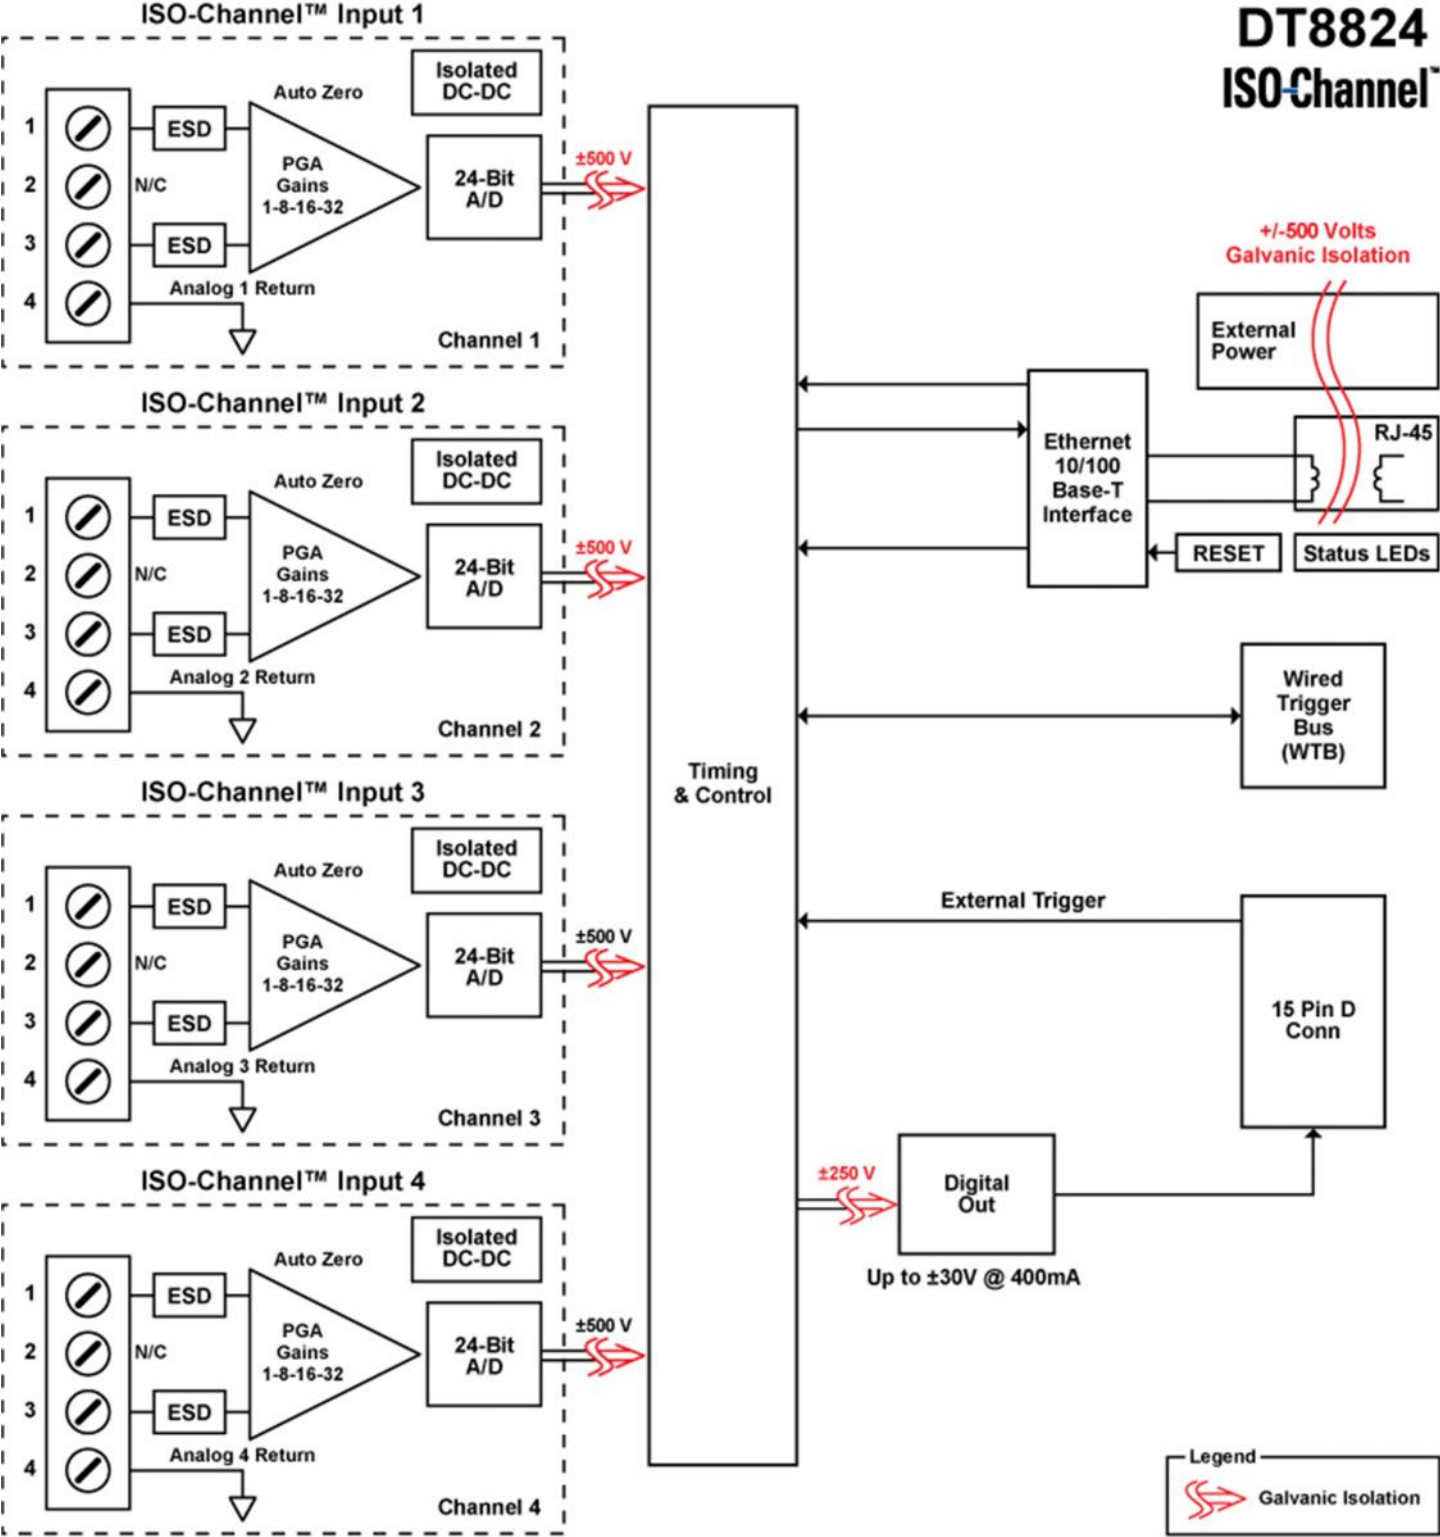 DT8824
ISO-Channel™
ISO-Channel™ Input 1
Isolated
DC-DC
Auto Zero
1
ESD
PGA
Gains
1-8-16-32
24-Bit
A/D
±500 V
2
N/C
3
ESD
Analog 1 Return
4
Channel 1
ISO-Channel™ Input 2
Isolated
DC-DC
Auto Zero
1
ESD
PGA
Gains
1-8-16-32
24-Bit
A/D
±500 V
2
N/C
3
ESD
Analog 2 Return
4
Channel 2
ISO-Channel™ Input 3
Isolated
DC-DC
Auto Zero
1
ESD
PGA
Gains
1-8-16-32
24-Bit
A/D
±500 V
2
N/C
3
ESD
Analog 3 Return
4
Channel 3
ISO-Channel™ Input 4
Isolated
DC-DC
Auto Zero
1
ESD
PGA
Gains
1-8-16-32
24-Bit
A/D
±500 V
2
N/C
3
ESD
Analog 4 Return
4
Channel 4
Timing
& Control
+/-500 Volts
Galvanic Isolation
External
Power
RJ-45
Ethernet
10/100
Base-T
Interface
RESET
Status LEDs
Wired
Trigger
Bus
(WTB)
External Trigger
15 Pin D
Conn
±250 V
Digital
Out
Up to ±30V @ 400mA
Legend
Galvanic Isolation